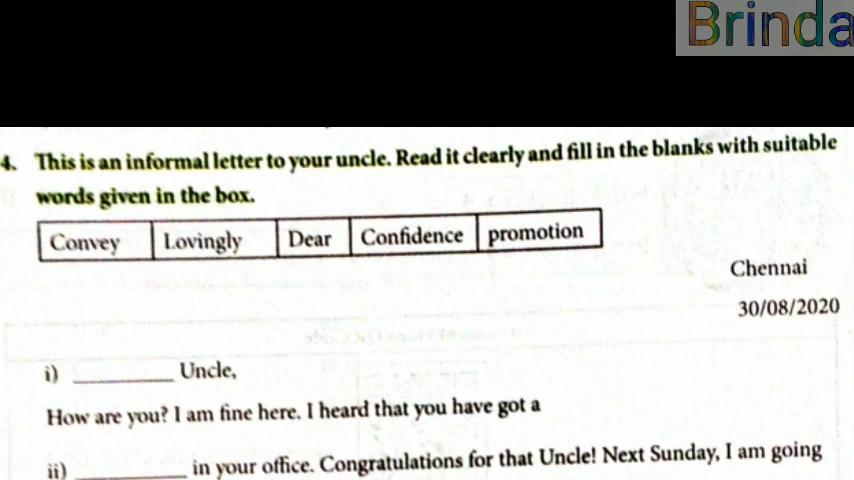 Brinda
4. This is an informal letter to your uncle. Read it clearly and fill in the blanks with suitable
words given in the box.
Convey Lovingly Dear Confidence promotion
Chennai
30/08/2020
i) __________ Uncle,
How are you? I am fine here. I heard that you have got a
ii) ___________ in your office. Congratulations for that Uncle! Next Sunday, I am going